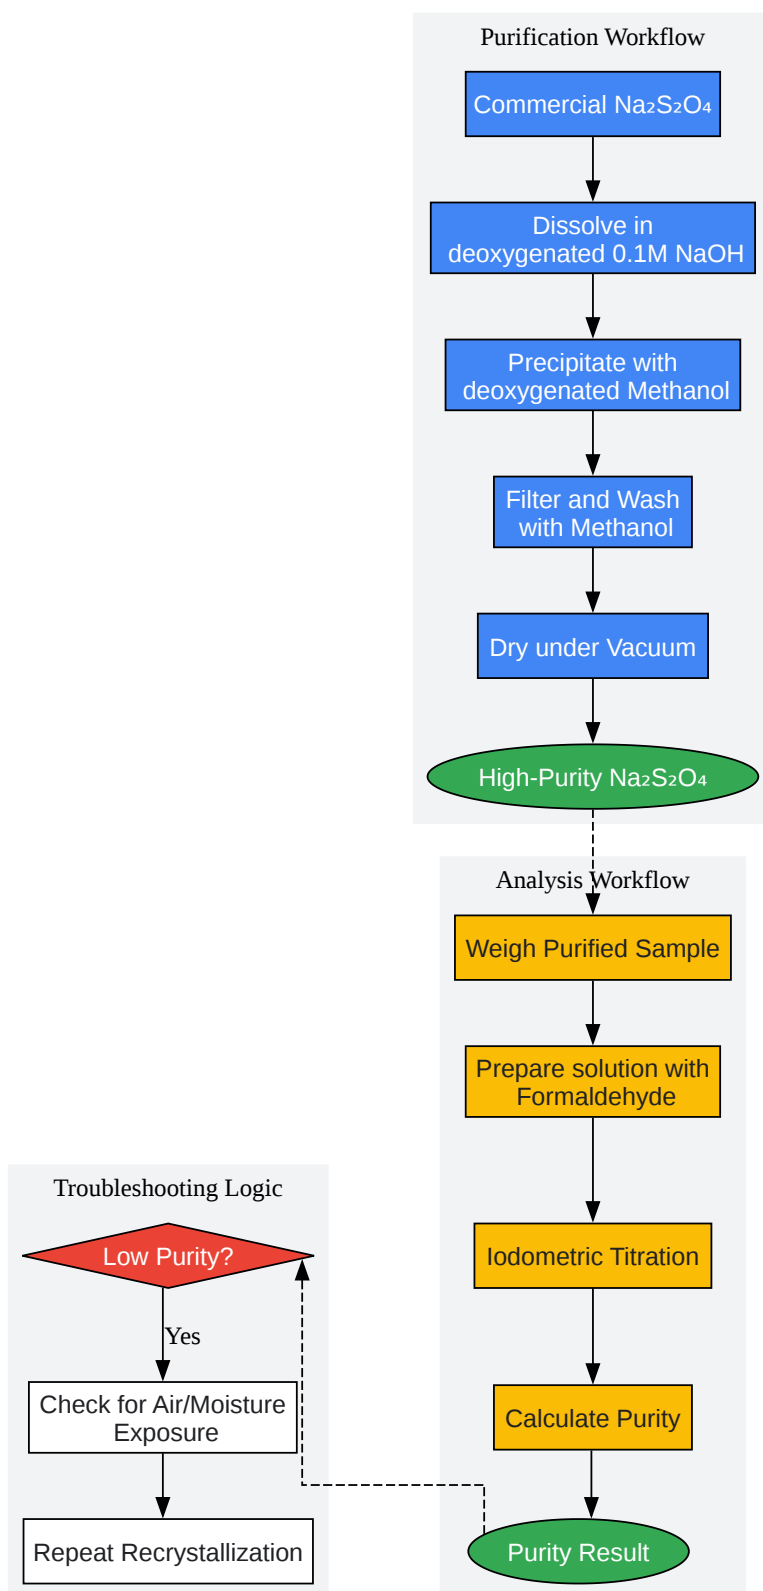 Purification Workflow
Commercial Na₂S₂O₄
Dissolve in
deoxygenated 0.1M NaOH
Precipitate with
deoxygenated Methanol
Filter and Wash
with Methanol
Dry under Vacuum
High-Purity Na₂S₂O₄
Analysis Workflow
Weigh Purified Sample
Prepare solution with
Formaldehyde
Iodometric Titration
Calculate Purity
Purity Result
Troubleshooting Logic
Low Purity?
Yes
Check for Air/Moisture
Exposure
Repeat Recrystallization